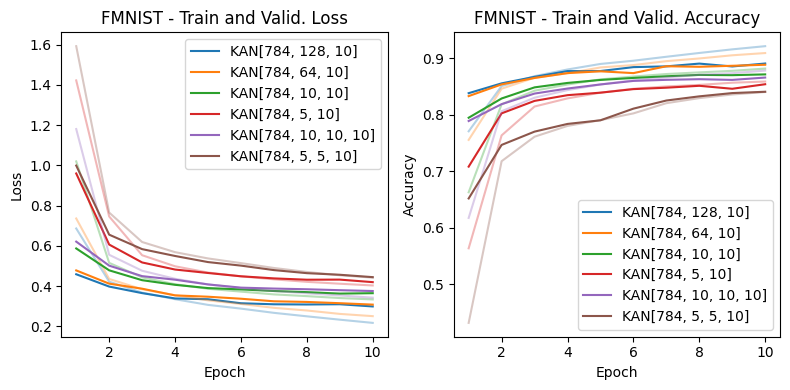 FMNIST - Train and Valid. Loss
1.6
1.4
1.2
1.0
0.8
0.6
0.4
0.2
Loss
KAN[784, 128, 10]
KAN[784, 64, 10]
KAN[784, 10, 10]
KAN[784, 5, 10]
KAN[784, 10, 10, 10]
KAN[784, 5, 5, 10]
2 4 6 8 10
Epoch
FMNIST - Train and Valid. Accuracy
0.9
0.8
0.7
0.6
0.5
Accuracy
KAN[784, 128, 10]
KAN[784, 64, 10]
KAN[784, 10, 10]
KAN[784, 5, 10]
KAN[784, 10, 10, 10]
KAN[784, 5, 5, 10]
2 4 6 8 10
Epoch